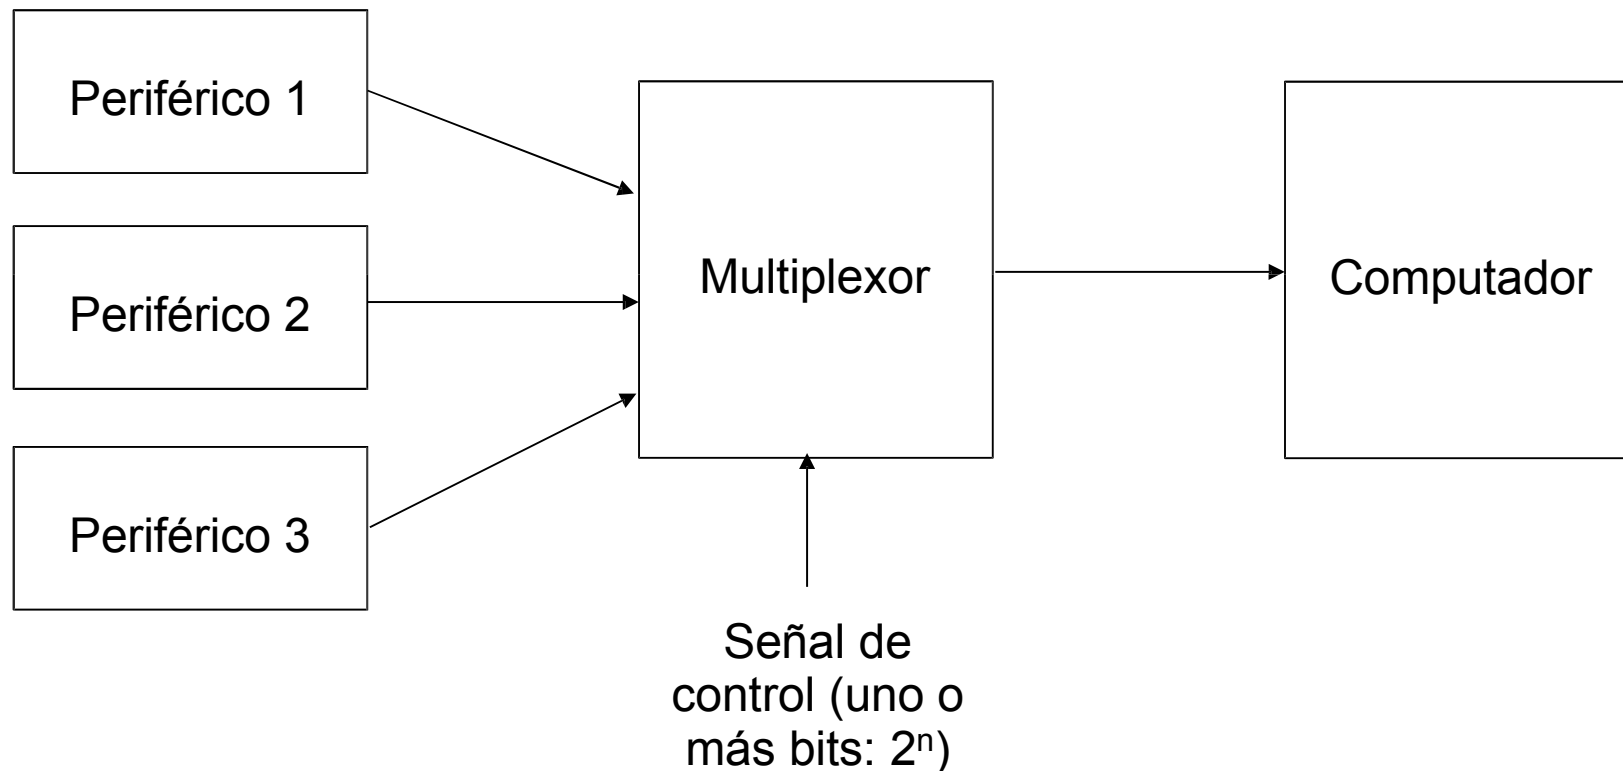 Periférico 1
Periférico 2
Periférico 3
Multiplexor
Computador
Señal de
control (uno o
más bits: 2ⁿ)